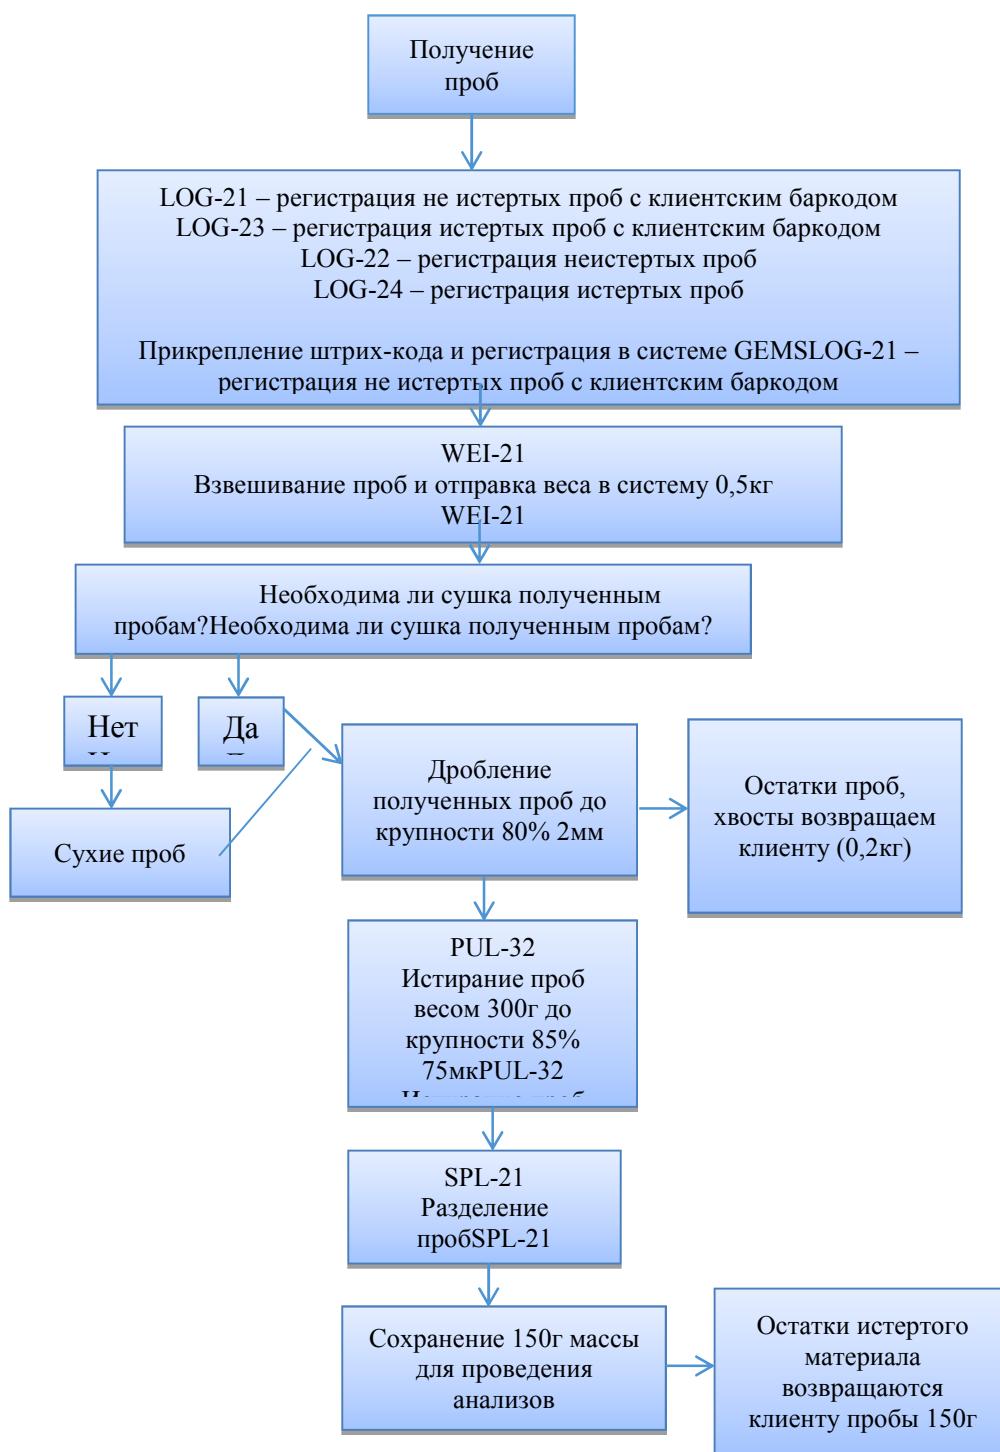 Получение
проб
LOG-21 – регистрация не истертых проб с клиентским баркодом
LOG-23 – регистрация истертых проб с клиентским баркодом
LOG-22 – регистрация неистертых проб
LOG-24 – регистрация истертых проб
Прикрепление штрих-кода и регистрация в системе GEMSLOG-21 –
регистрация не истертых проб с клиентским баркодом
WEI-21
Взвешивание проб и отправка веса в систему 0,5кг
WEI-21
Необходима ли сушка полученным
пробам?Необходима ли сушка полученным пробам?
Нет
Да
Сухие проб
Дробление
полученных проб до
крупности 80% 2мм
Остатки проб,
хвосты возвращаем
клиенту (0,2кг)
PUL-32
Истирание проб
весом 300г до
крупности 85%
75мкPUL-32
SPL-21
Разделение
пробSPL-21
Сохранение 150г массы
для проведения
анализов
Остатки истертого
материала
возвращаются
клиенту пробы 150г